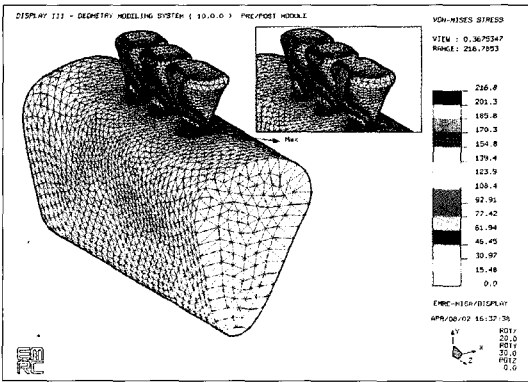 DISPLAY III - GEOMETRY MODELING SYSTEM ( 10.0.0 ) PRE/POST MODULE
VON-MISES STRESS
VIEW : 0.3675347
RANGE: 216.7853
Max
216.8
201.3
185.8
170.3
154.8
139.4
123.9
108.4
92.91
77.42
61.94
46.45
30.97
15.48
0.0
EMRC-NISA/DISPLAY
APR/08/02 16:37:38
ROTX
20.0
ROTY
30.0
ROTZ
0.0
Y
X
Z
EM
RC